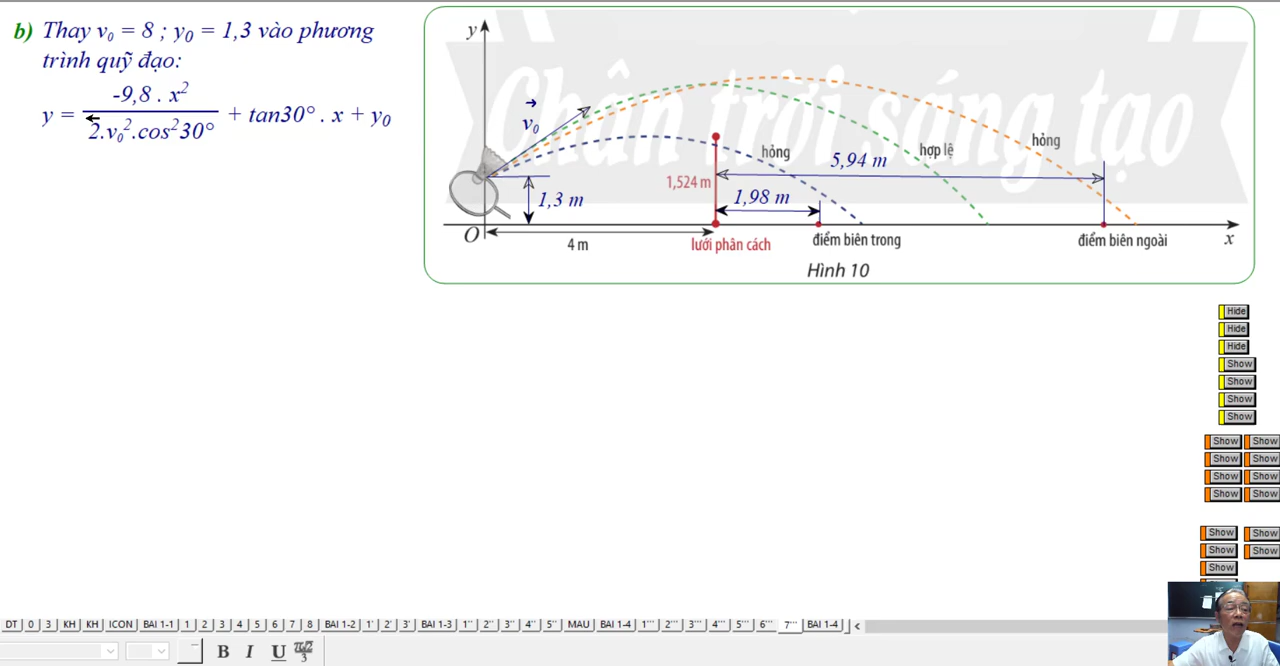 b) Thay v₀ = 8 ; y₀ = 1,3 vào phương
trình quỹ đạo:
y = -9,8 . x² / 2.v₀².cos²30° + tan30° . x + y₀
Chân trời sáng tạo
y
v₀
hỏng
hợp lệ
hỏng
5,94 m
1,524 m
1,3 m
1,98 m
O
4 m
lưới phân cách
điểm biên trong
điểm biên ngoài
x
Hình 10
Hide
Hide
Hide
Show
Show
Show
Show
Show Show
Show Show
Show Show
Show Show
Show Show
Show Show
Show
DT 0 3 KH KH ICON BAI 1-1 1 2 3 4 5 6 7 8 BAI 1-2 1' 2' 3' BAI 1-3 1'' 2'' 3'' 4'' 5'' MAU BAI 1-4 1''' 2''' 3''' 4''' 5''' 6''' 7''' BAI 1-4 <
B I U